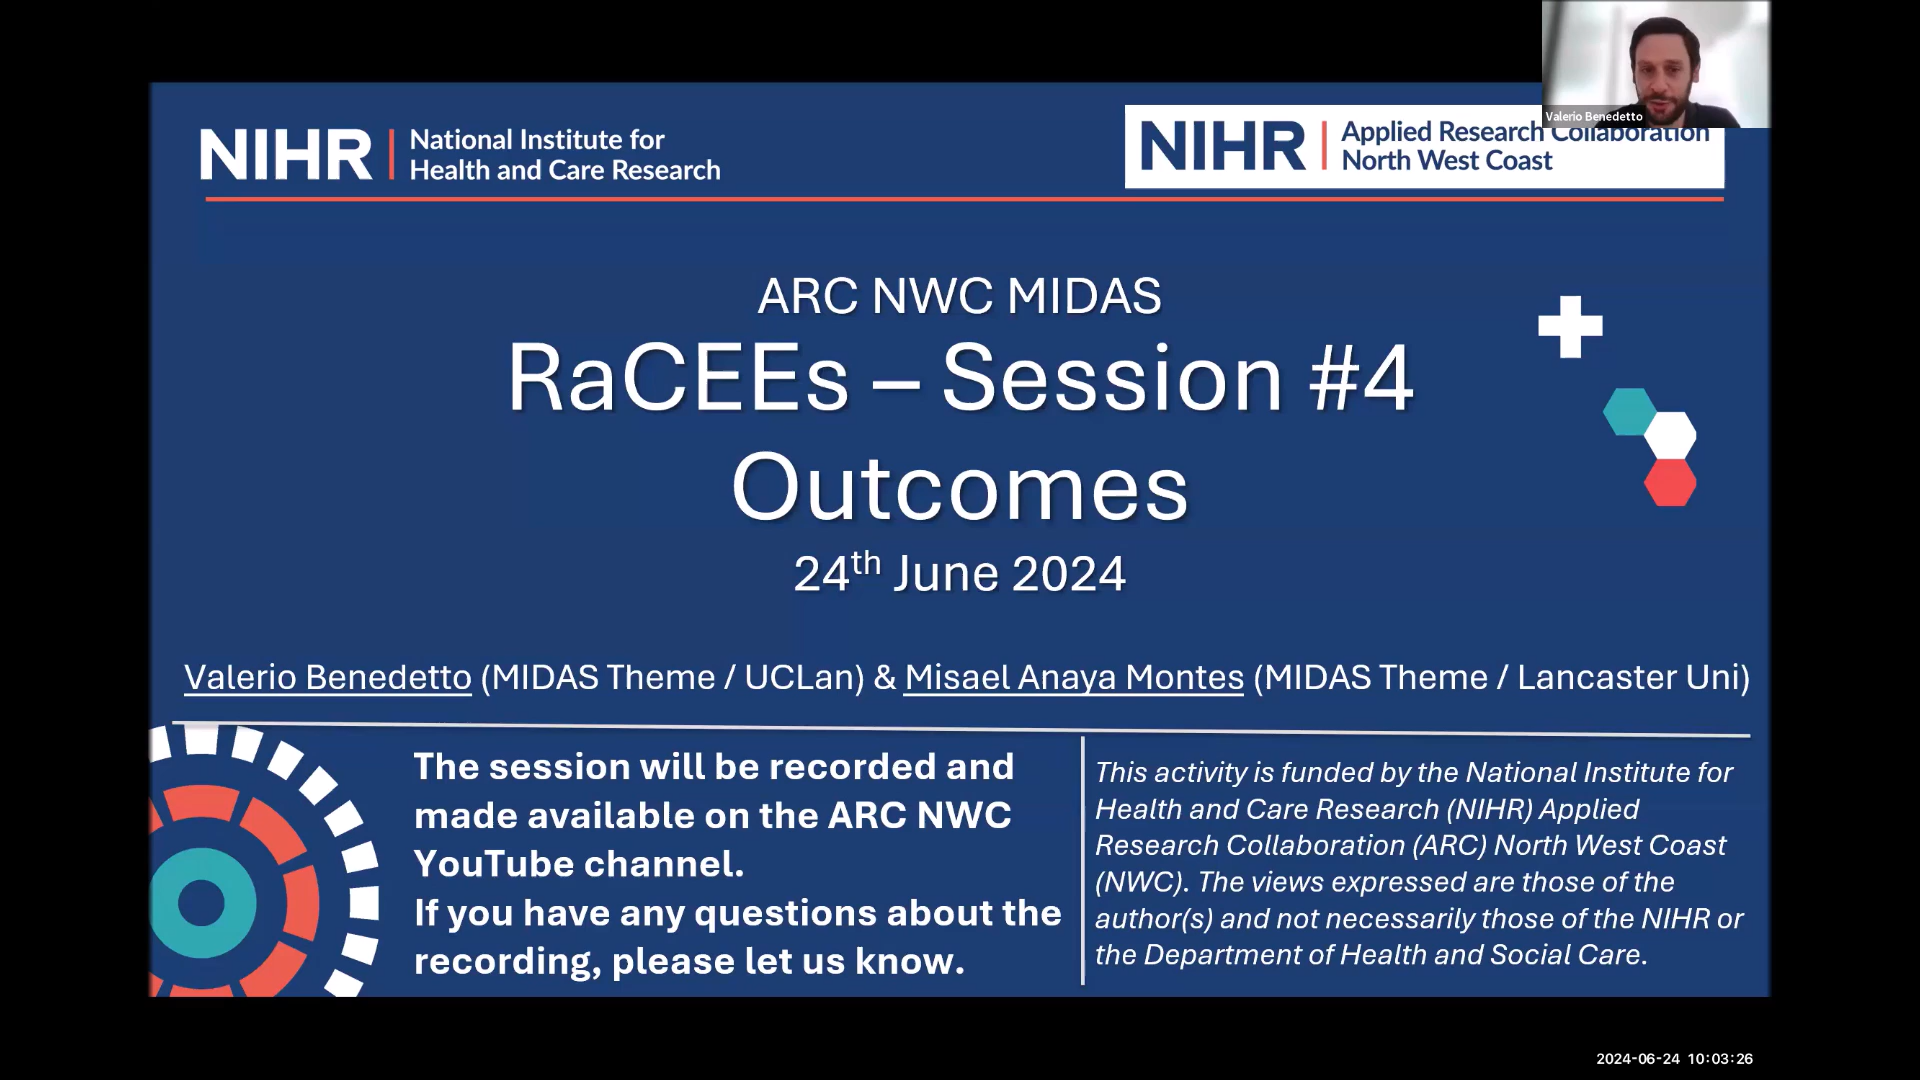 Valerio Benedetto
NIHR | National Institute for
Health and Care Research
NIHR | Applied Research Collaboration
North West Coast
ARC NWC MIDAS
RaCEEs – Session #4
Outcomes
24th June 2024
Valerio Benedetto (MIDAS Theme / UCLan) & Misael Anaya Montes (MIDAS Theme / Lancaster Uni)
The session will be recorded and
made available on the ARC NWC
YouTube channel.
If you have any questions about the
recording, please let us know.
This activity is funded by the National Institute for
Health and Care Research (NIHR) Applied
Research Collaboration (ARC) North West Coast
(NWC). The views expressed are those of the
author(s) and not necessarily those of the NIHR or
the Department of Health and Social Care.
2024-06-24 10:03:26